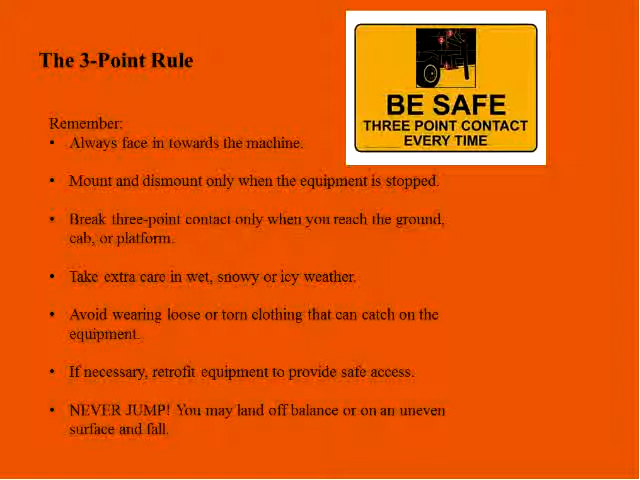 The 3-Point Rule
BE SAFE
THREE POINT CONTACT
EVERY TIME
Remember:
• Always face in towards the machine.
• Mount and dismount only when the equipment is stopped.
• Break three-point contact only when you reach the ground,
cab, or platform.
• Take extra care in wet, snowy or icy weather.
• Avoid wearing loose or torn clothing that can catch on the
equipment.
• If necessary, retrofit equipment to provide safe access.
• NEVER JUMP! You may land off balance or on an uneven
surface and fall.